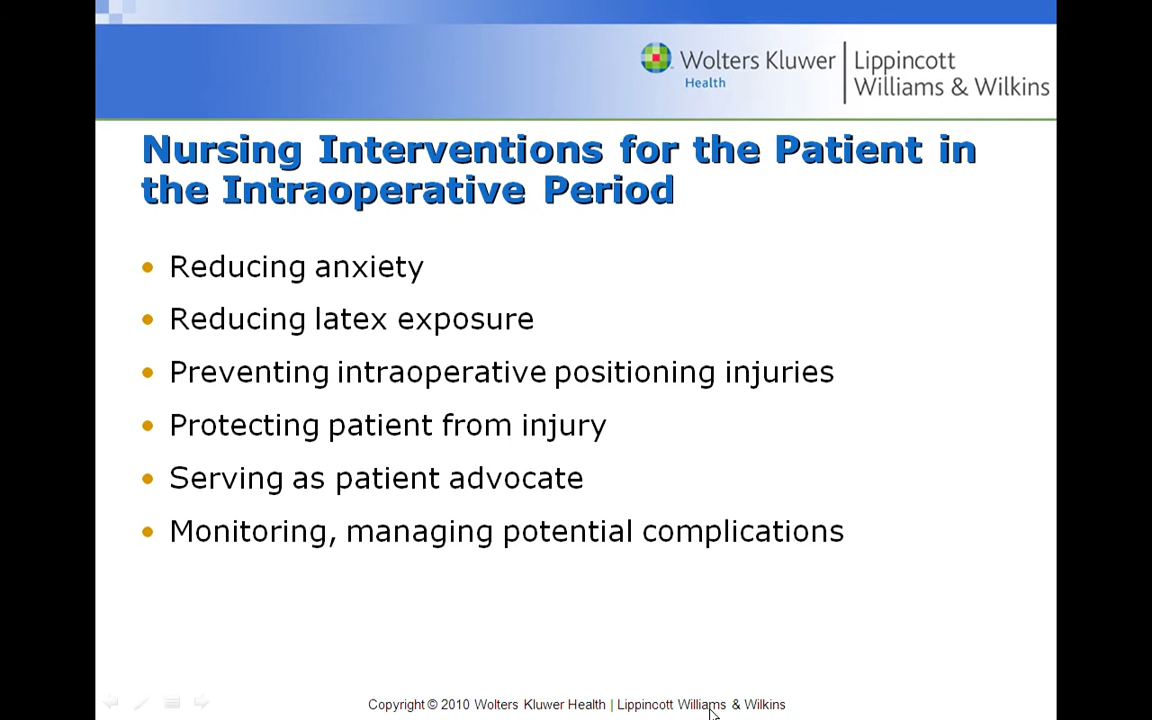 Wolters Kluwer
Health
Lippincott
Williams & Wilkins
Nursing Interventions for the Patient in
the Intraoperative Period
• Reducing anxiety
• Reducing latex exposure
• Preventing intraoperative positioning injuries
• Protecting patient from injury
• Serving as patient advocate
• Monitoring, managing potential complications
Copyright © 2010 Wolters Kluwer Health | Lippincott Williams & Wilkins